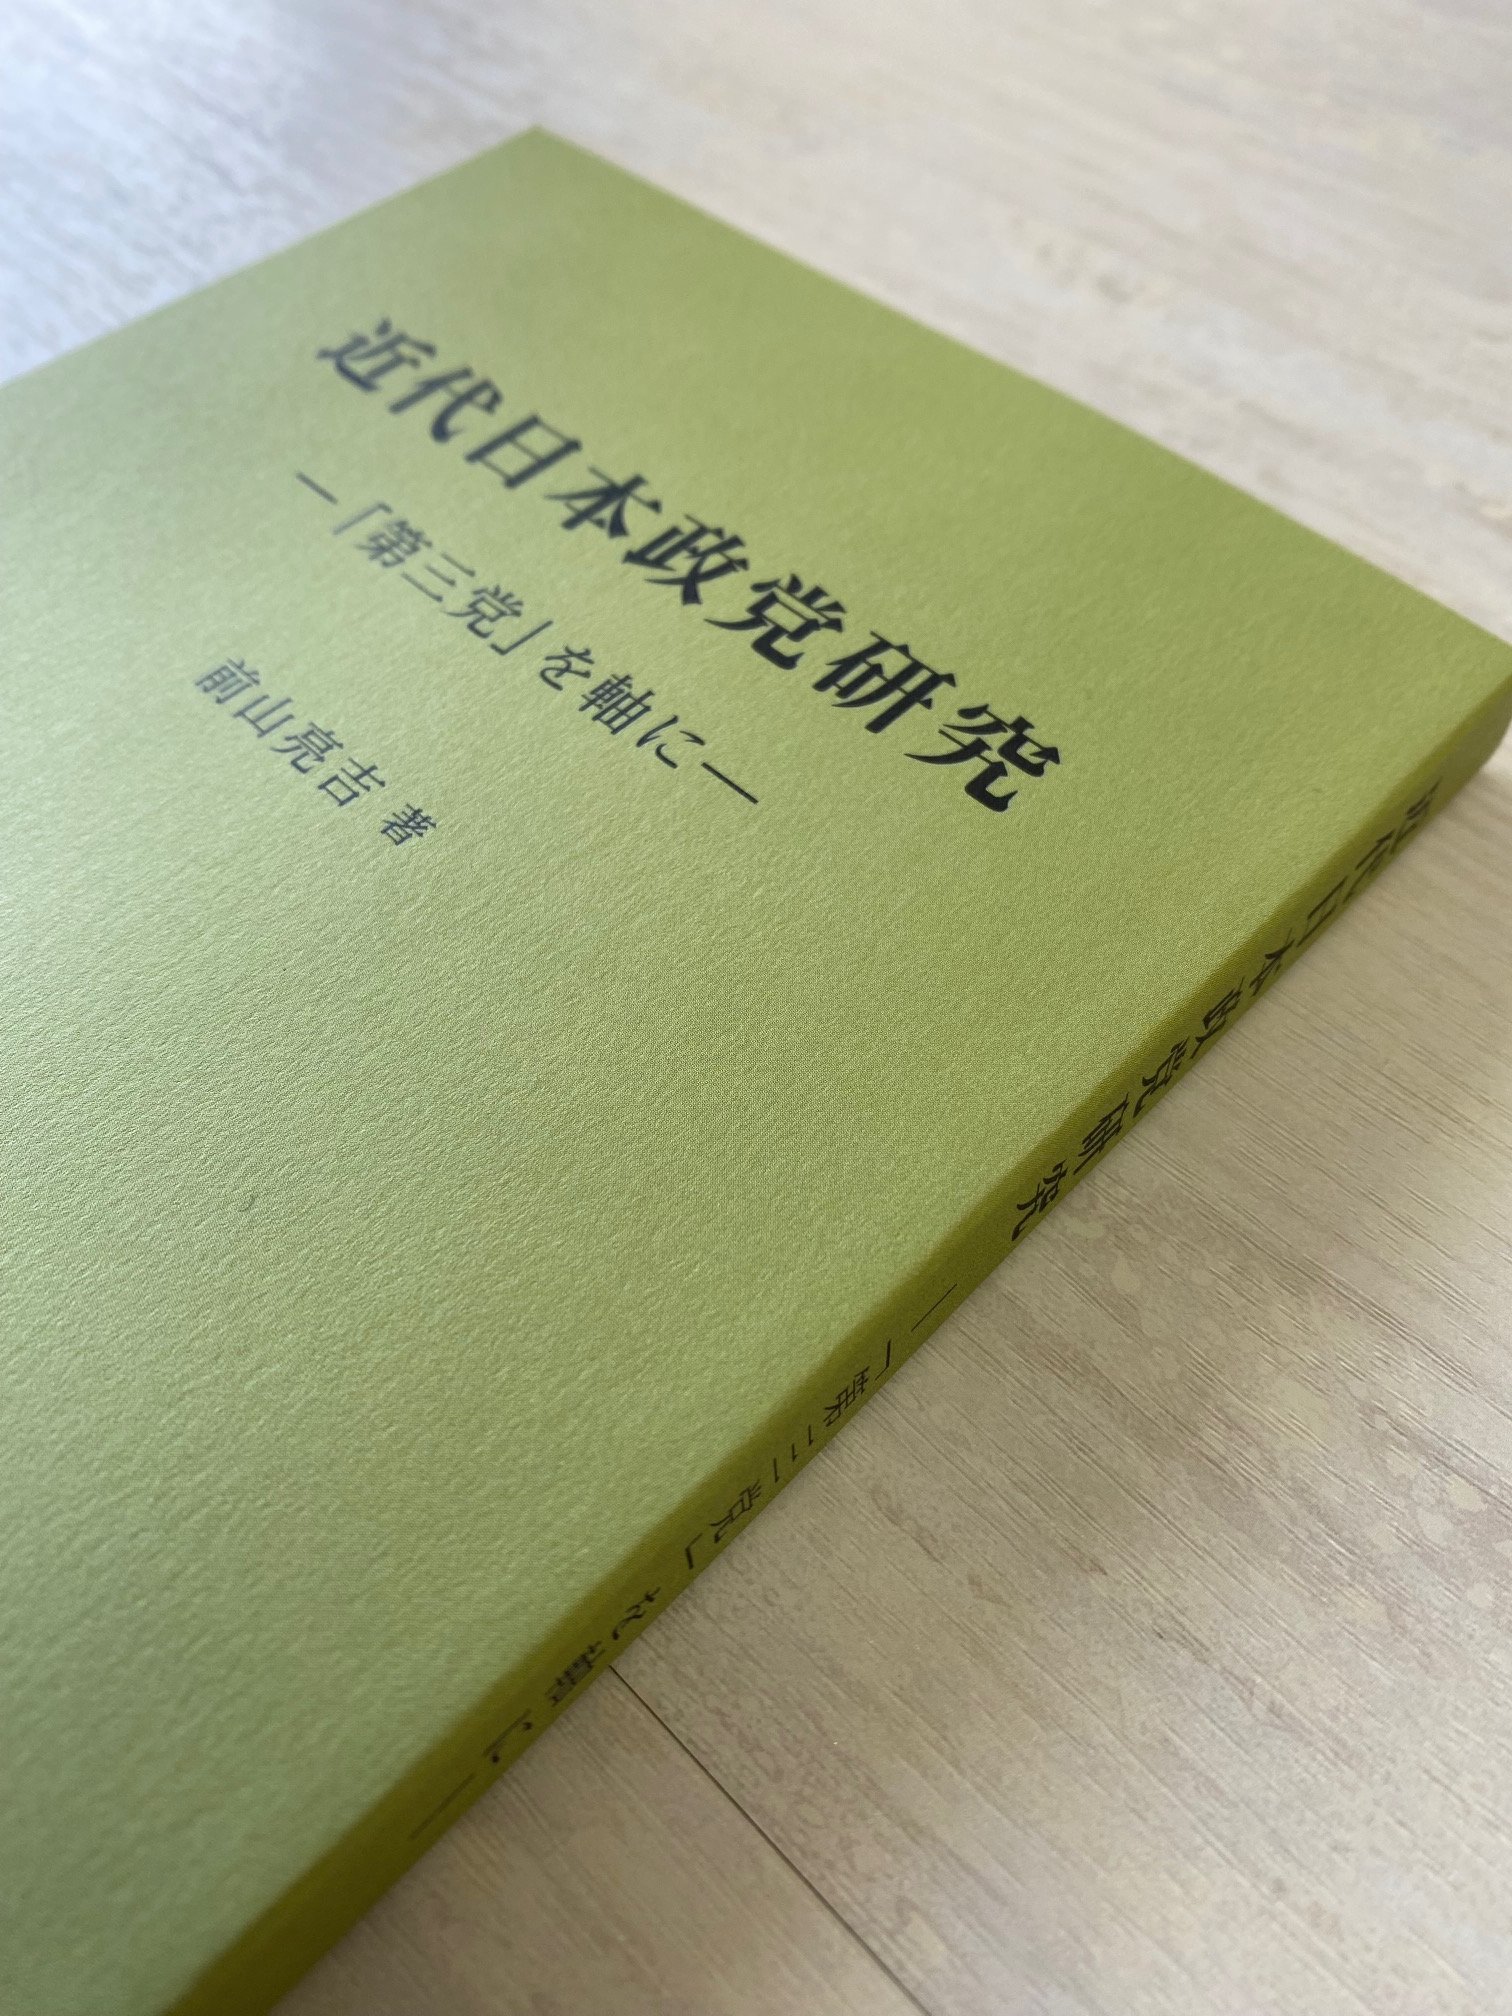 近代日本政党研究
―「第三党」を軸に―
前山亮吉 著
近代日本政党研究 ―「第三党」を軸に―